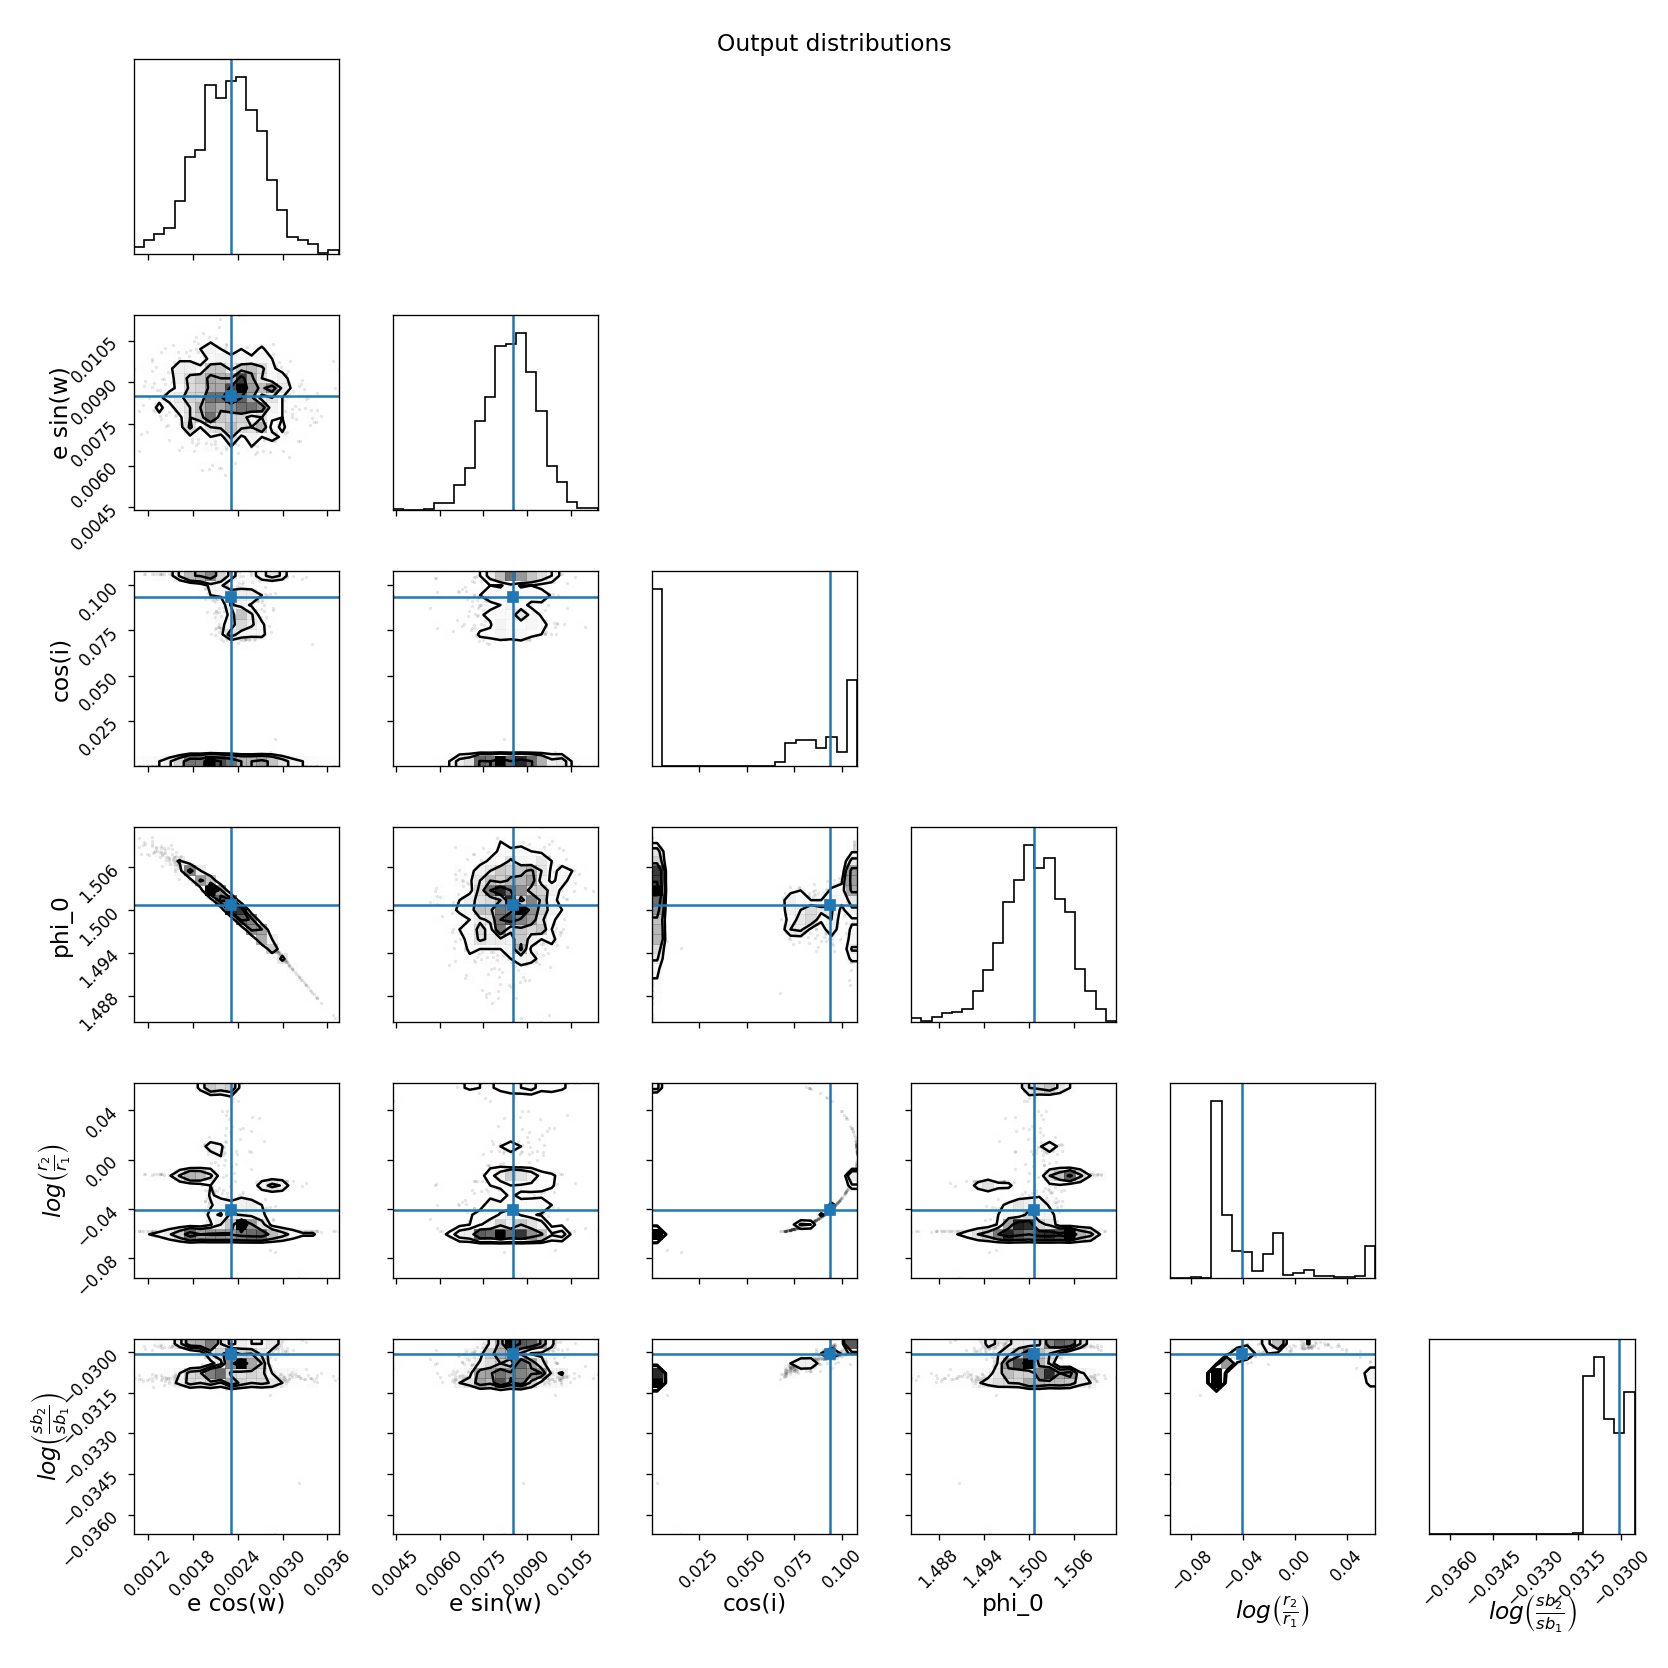 Output distributions
e sin(w)
0.0105
0.0090
0.0075
0.0060
0.0045
cos(i)
0.100
0.075
0.050
0.025
phi_0
1.506
1.500
1.494
1.488
log(r2/r1)
0.04
0.00
−0.04
−0.08
log(sb2/sb1)
−0.0300
−0.0315
−0.0330
−0.0345
−0.0360
0.0012 0.0018 0.0024 0.0030 0.0036
0.0045 0.0060 0.0075 0.0090 0.0105
0.025 0.050 0.075 0.100
1.488 1.494 1.500 1.506
−0.08 −0.04 0.00 0.04
−0.0360 −0.0345 −0.0330 −0.0315 −0.0300
e cos(w)
e sin(w)
cos(i)
phi_0
log(r2/r1)
log(sb2/sb1)